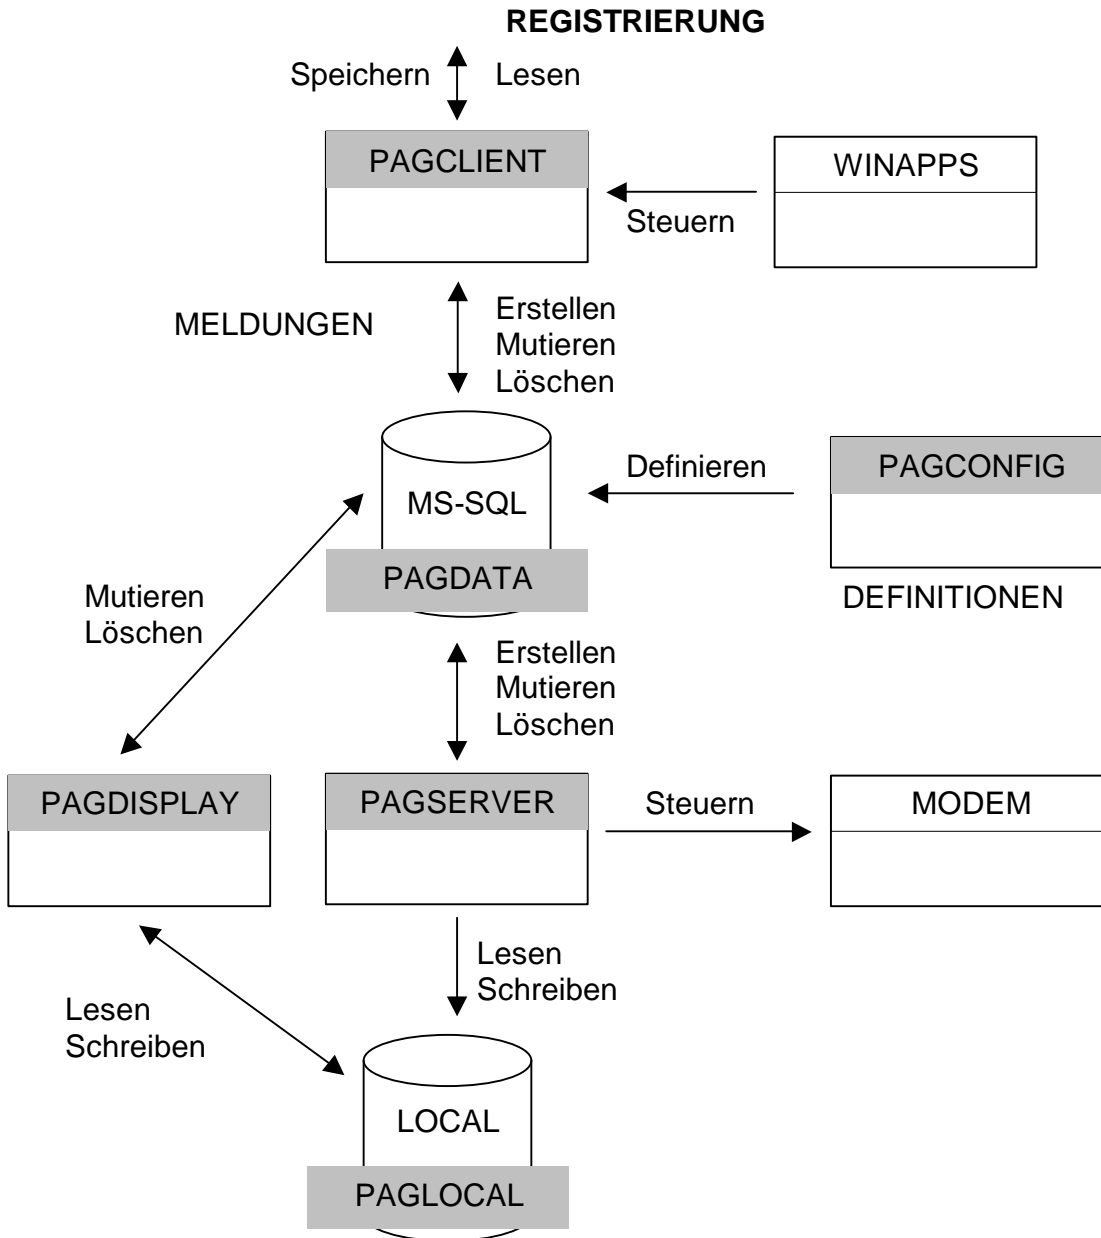 REGISTRIERUNG
Speichern
Lesen
PAGCLIENT
WINAPPS
Steuern
MELDUNGEN
Erstellen
Mutieren
Löschen
Definieren
PAGCONFIG
MS-SQL
PAGDATA
DEFINITIONEN
Mutieren
Löschen
Erstellen
Mutieren
Löschen
PAGDISPLAY
PAGSERVER
Steuern
MODEM
Lesen
Schreiben
Lesen
Schreiben
LOCAL
PAGLOCAL